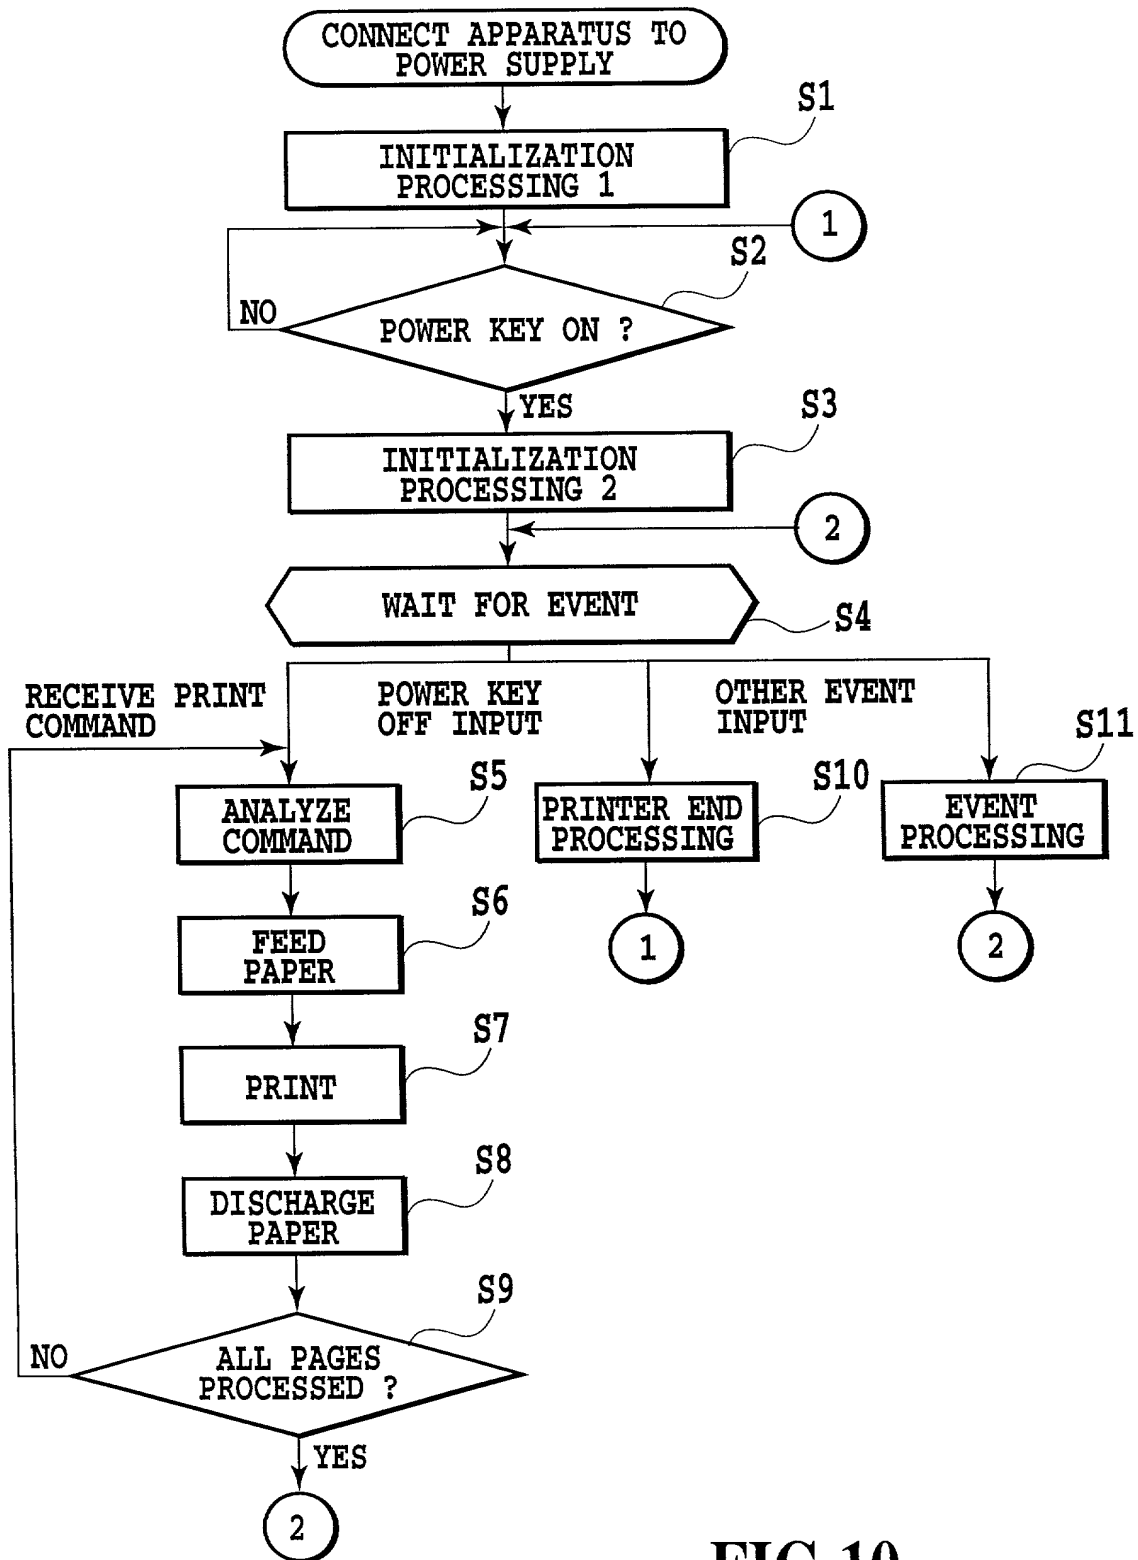 CONNECT APPARATUS TO
POWER SUPPLY
S1
INITIALIZATION
PROCESSING 1
1
S2
NO
POWER KEY ON ?
YES
S3
INITIALIZATION
PROCESSING 2
2
WAIT FOR EVENT
S4
RECEIVE PRINT
COMMAND
POWER KEY
OFF INPUT
OTHER EVENT
INPUT
S5
ANALYZE
COMMAND
S10
PRINTER END
PROCESSING
S11
EVENT
PROCESSING
S6
FEED
PAPER
1
2
S7
PRINT
S8
DISCHARGE
PAPER
S9
NO
ALL PAGES
PROCESSED ?
YES
2
FIG.10